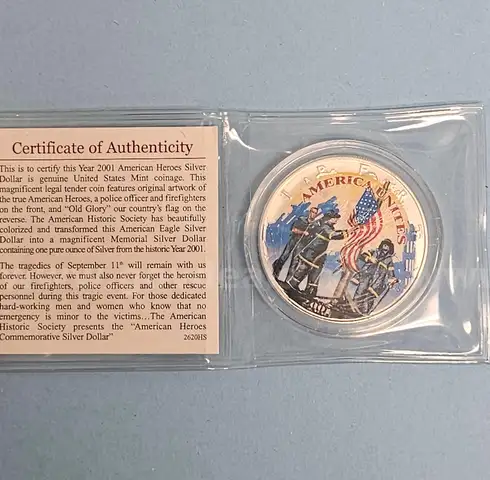 Certificate of Authenticity
This is to certify this Year 2001 American Heroes Silver
Dollar is genuine United States Mint coinage. This
magnificent legal tender coin features original artwork of
the true American Heroes, a police officer and firefighters
on the front, and "Old Glory" our country's flag on the
reverse. The American Historic Society has beautifully
colorized and transformed this American Eagle Silver
Dollar into a magnificent Memorial Silver Dollar
containing one pure ounce of Silver from the historic Year 2001.
The tragedies of September 11th will remain with us
forever. However, we must also never forget the heroism
of our firefighters, police officers and other rescue
personnel during this tragic event. For those dedicated
hard-working men and women who know that no
emergency is minor to the victims…The American
Historic Society presents the "American Heroes
Commemorative Silver Dollar"
2620HS
AMERICA UNITES